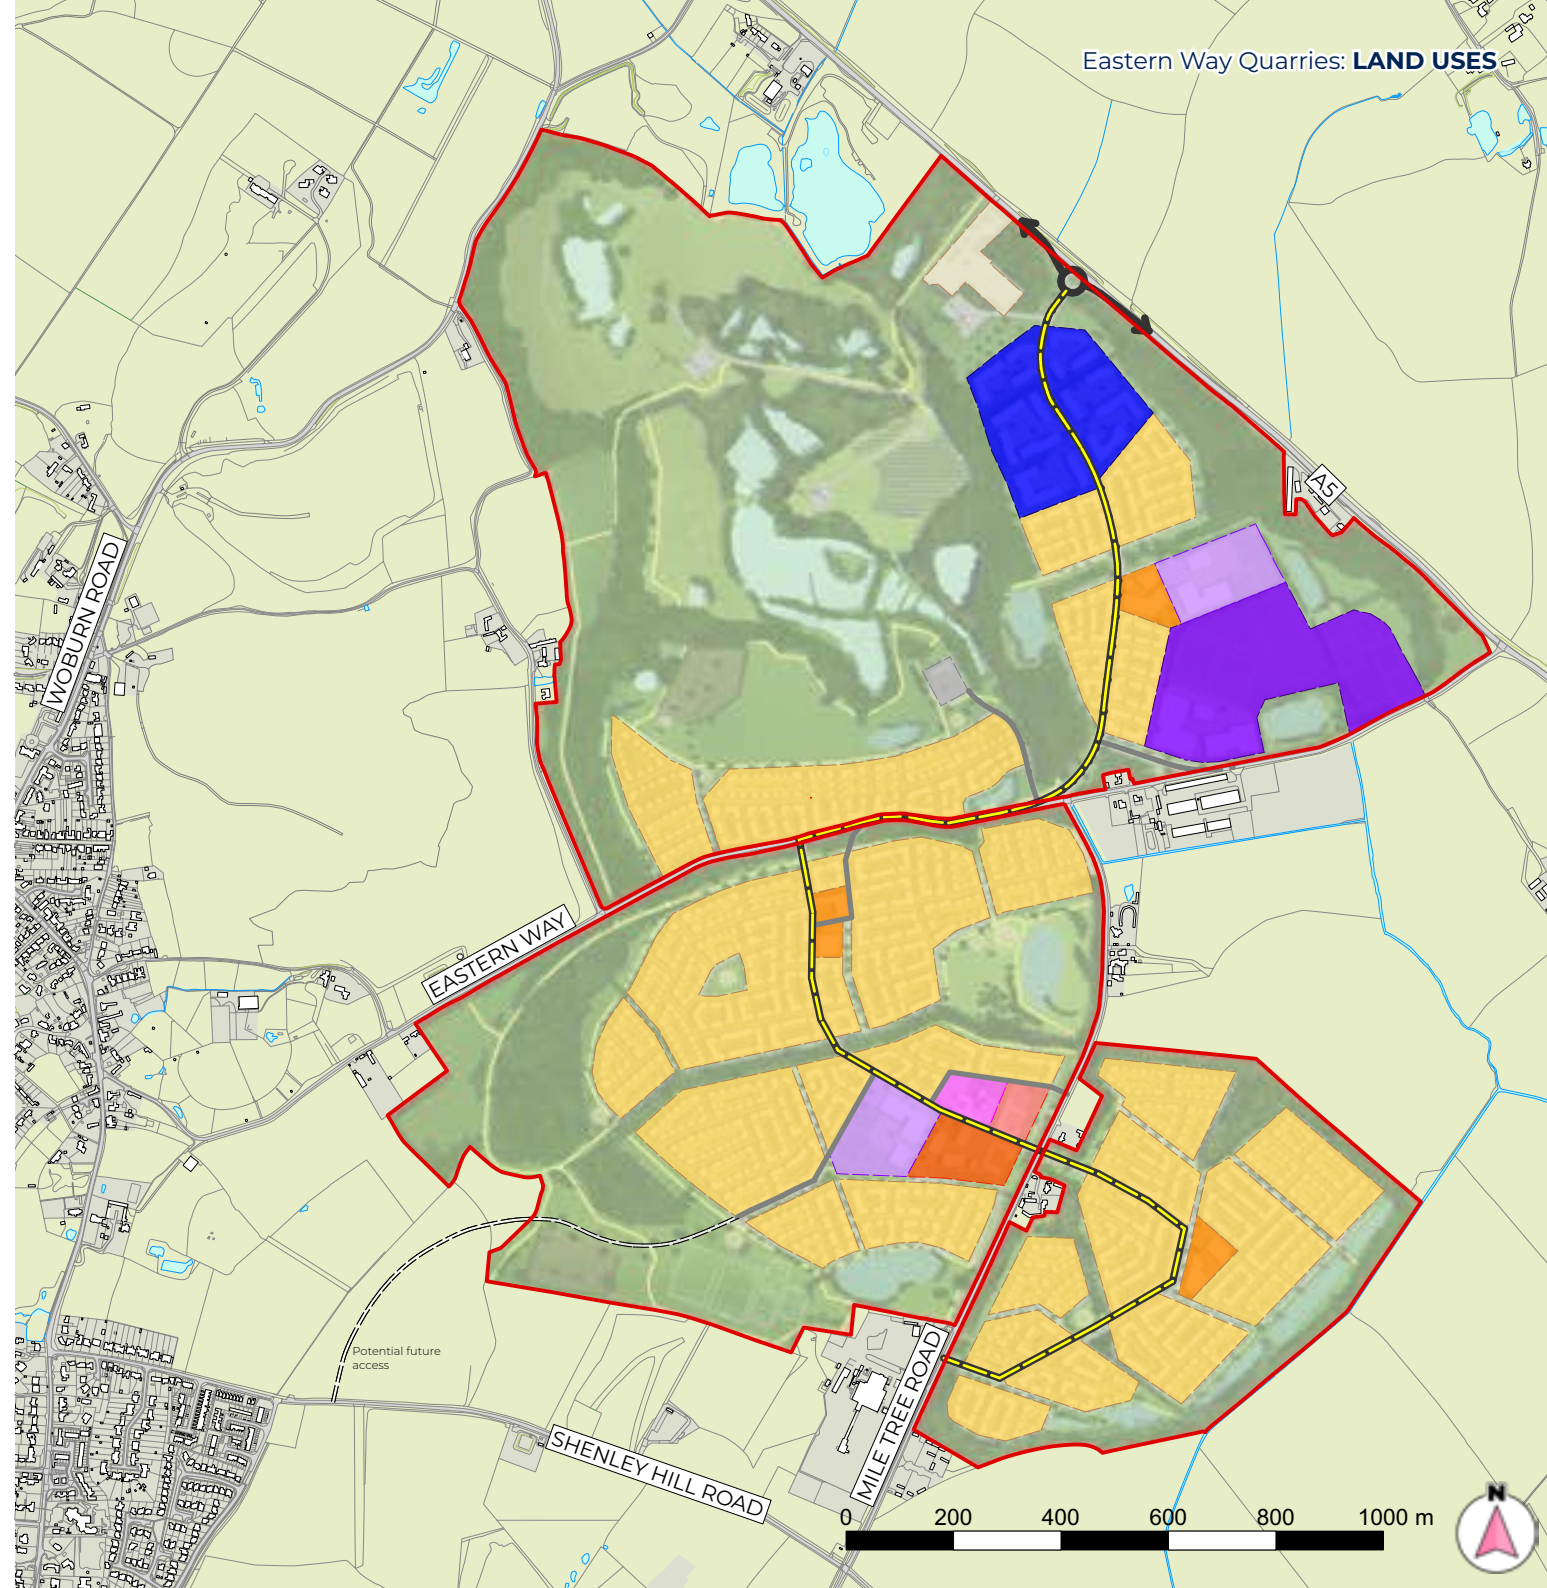 Eastern Way Quarries: LAND USES
A5
WOBURN ROAD
EASTERN WAY
Potential future
access
MILE TREE ROAD
SHENLEY HILL ROAD
N
0 200 400 600 800 1000 m